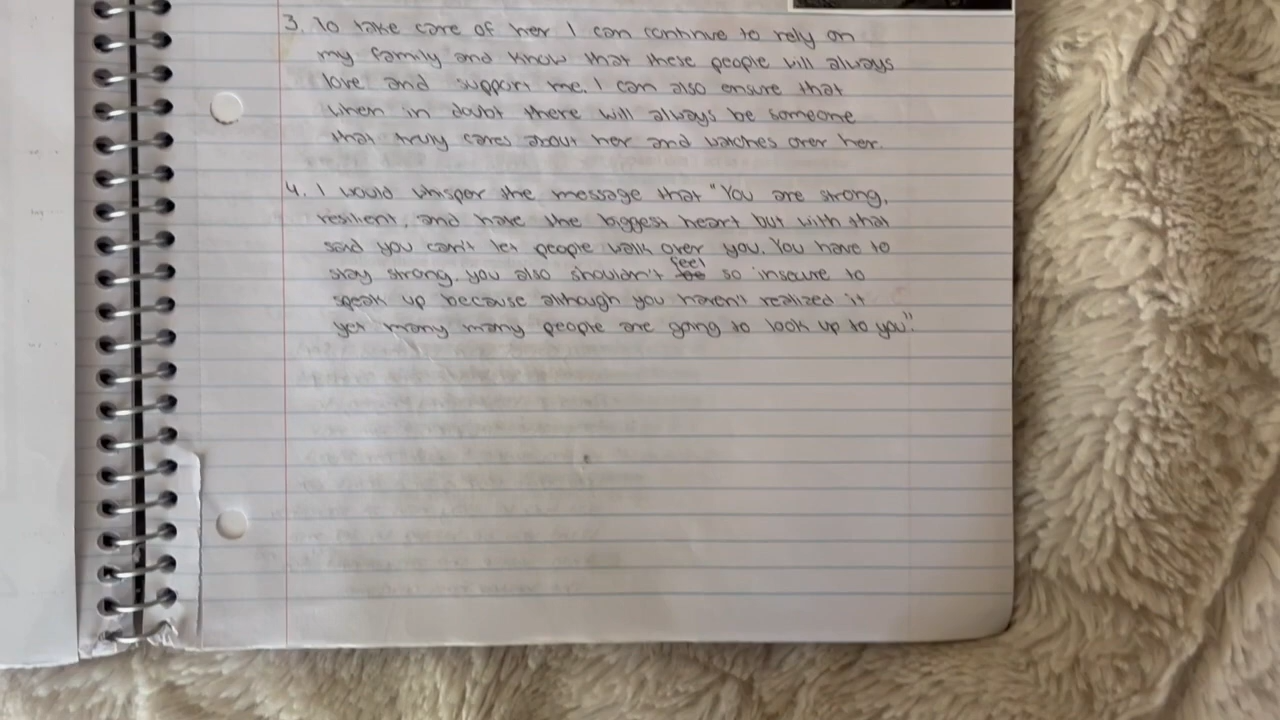 3. To take care of her I can continue to rely on
my family and know that these people will always
love and support me. I can also ensure that
when in doubt there will always be someone
that truly cares about her and watches over her.
4. I would whisper the message that "You are strong,
resilient, and have the biggest heart but with that
said you can't let people walk over you. You have to
stay strong, you also shouldn't feel so insecure to
speak up because although you haven't realized it
yet many many people are going to look up to you".